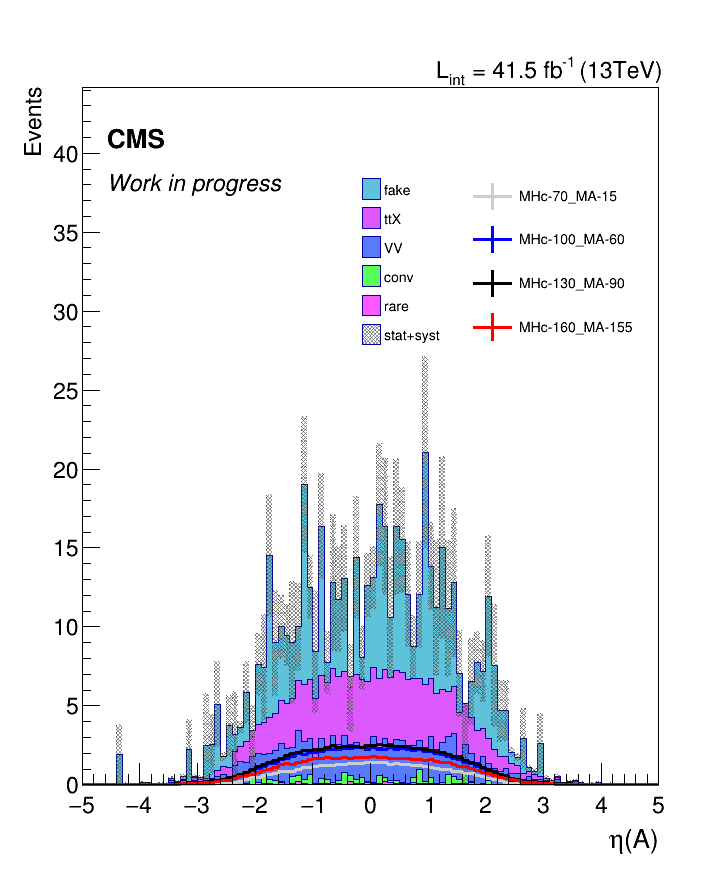 L_int = 41.5 fb^-1 (13TeV)
Events
CMS
Work in progress
fake
ttX
VV
conv
rare
stat+syst
MHc-70_MA-15
MHc-100_MA-60
MHc-130_MA-90
MHc-160_MA-155
40
35
30
25
20
15
10
5
0
−5 −4 −3 −2 −1 0 1 2 3 4 5
η(A)